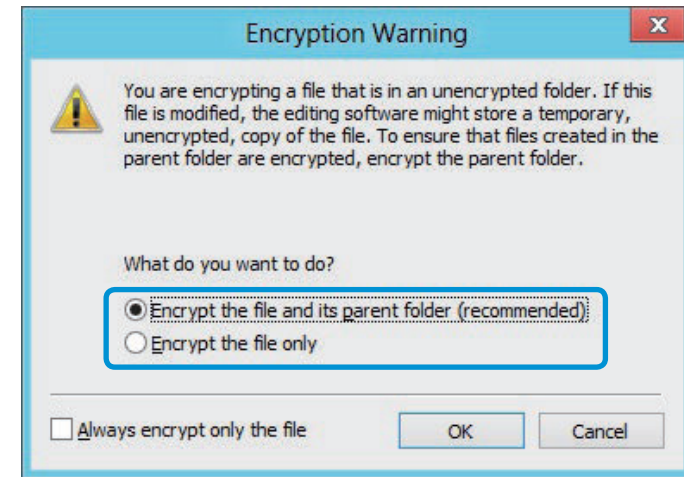 Encryption Warning
You are encrypting a file that is in an unencrypted folder. If this
file is modified, the editing software might store a temporary,
unencrypted, copy of the file. To ensure that files created in the
parent folder are encrypted, encrypt the parent folder.
What do you want to do?
Encrypt the file and its parent folder (recommended)
Encrypt the file only
Always encrypt only the file
OK
Cancel